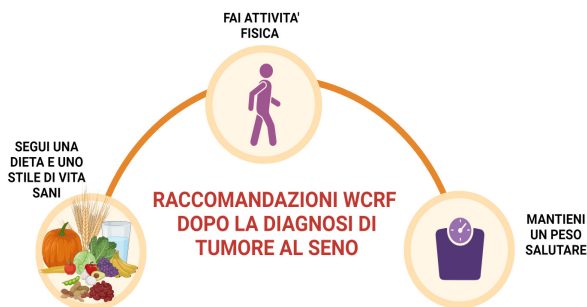 FAI ATTIVITA'
FISICA
SEGUI UNA
DIETA E UNO
STILE DI VITA
SANI
RACCOMANDAZIONI WCRF
DOPO LA DIAGNOSI DI
TUMORE AL SENO
MANTIENI
UN PESO
SALUTARE